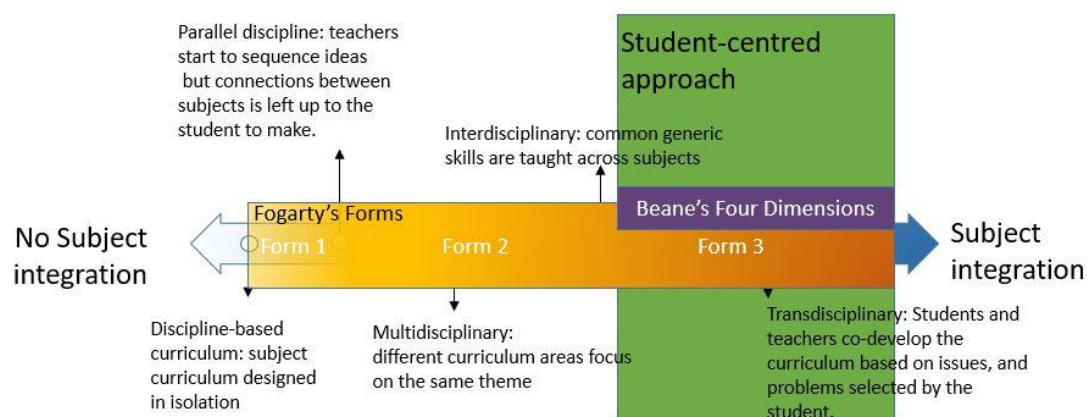 Parallel discipline: teachers
start to sequence ideas
but connections between
subjects is left up to the
student to make.
Student-centred
approach
Interdisciplinary: common generic
skills are taught across subjects
No Subject
integration
Fogarty's Forms
Form 1
Form 2
Beane's Four Dimensions
Form 3
Subject
integration
Discipline-based
curriculum: subject
curriculum designed
in isolation
Multidisciplinary:
different curriculum areas focus
on the same theme
Transdisciplinary: Students and
teachers co-develop the
curriculum based on issues, and
problems selected by the
student.